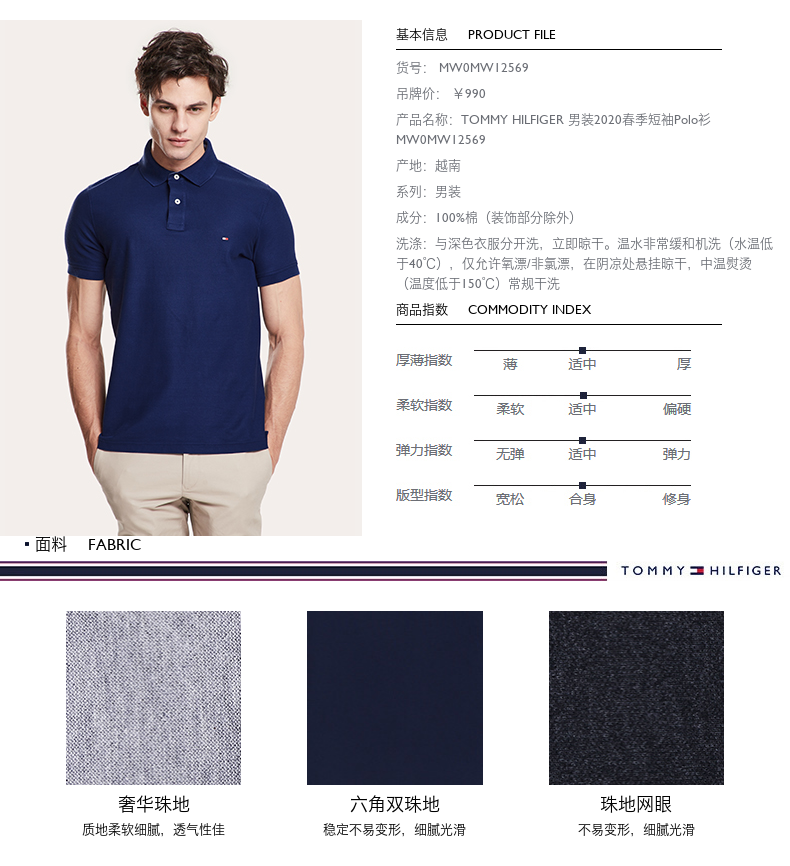 基本信息 PRODUCT FILE
货号： MW0MW12569
吊牌价： ￥990
产品名称：TOMMY HILFIGER 男装2020春季短袖Polo衫
MW0MW12569
产地：越南
系列：男装
成分：100%棉（装饰部分除外）
洗涤：与深色衣服分开洗，立即晾干。温水非常缓和机洗（水温低
于40℃），仅允许氧漂/非氯漂，在阴凉处悬挂晾干，中温熨烫
（温度低于150℃）常规干洗
商品指数 COMMODITY INDEX
厚薄指数 薄 适中 厚
柔软指数 柔软 适中 偏硬
弹力指数 无弹 适中 弹力
版型指数 宽松 合身 修身
面料 FABRIC
TOMMY HILFIGER
奢华珠地 六角双珠地 珠地网眼
质地柔软细腻，透气性佳 稳定不易变形，细腻光滑 不易变形，细腻光滑